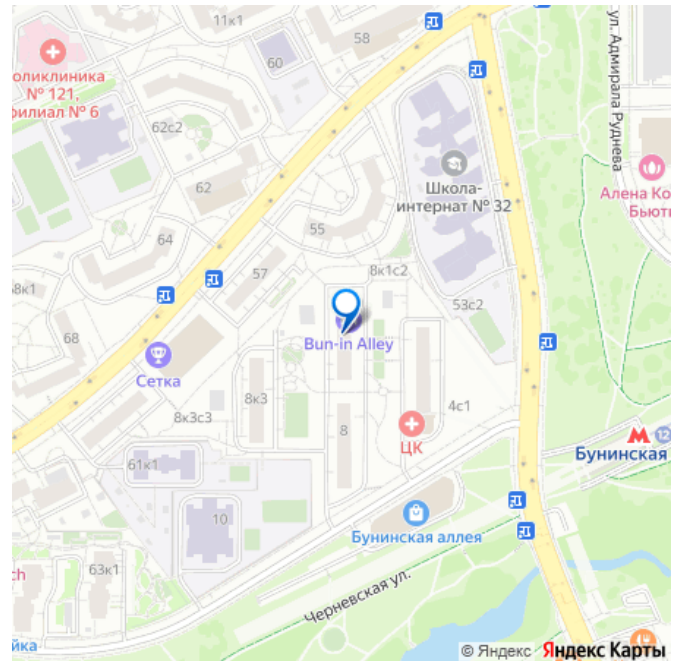 11к1
58
60
оликлиника
№ 121,
филиал № 6
62с2
62
ул. Адмирала Руднева
Школа-
интернат № 32
Алена Ко
Бьюти
55
64
57
8к1с2
53с2
8к1
68
Bun-in Alley
Сетка
8к3
8к3с3
4с1
8
ЦК
М 12
Бунинская
61к1
10
Бунинская аллея
63к1
ch
Черневская ул.
йка
© Яндекс Яндекс Карты